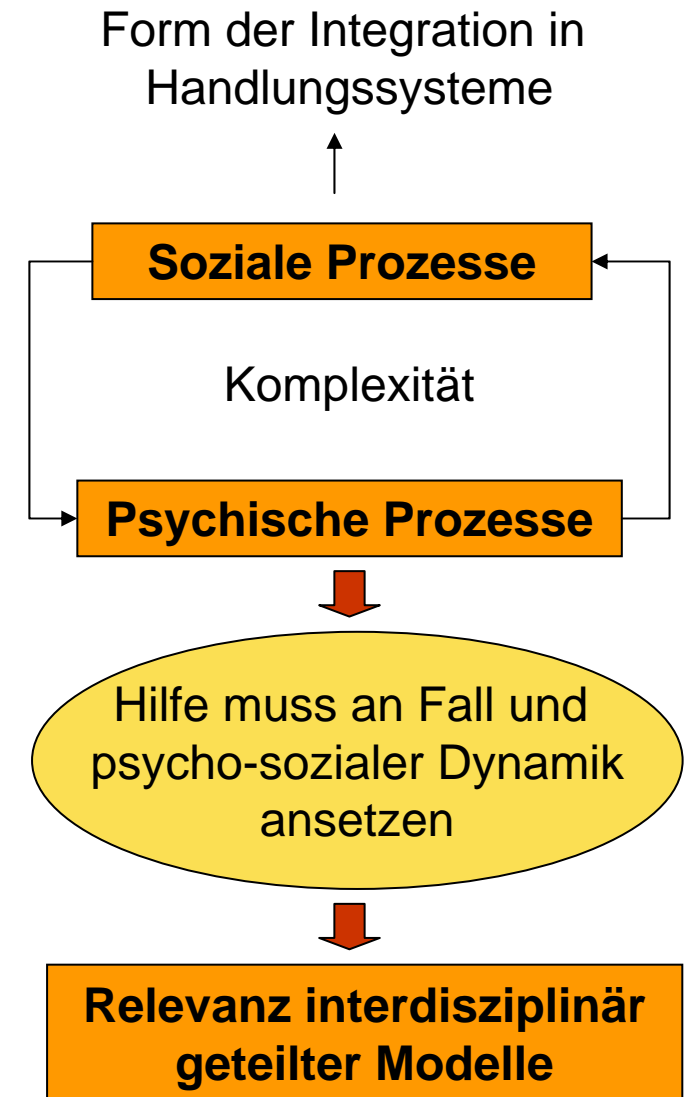 Form der Integration in
Handlungssysteme
Soziale Prozesse
Komplexität
Psychische Prozesse
Hilfe muss an Fall und
psycho-sozialer Dynamik
ansetzen
Relevanz interdisziplinär
geteilter Modelle